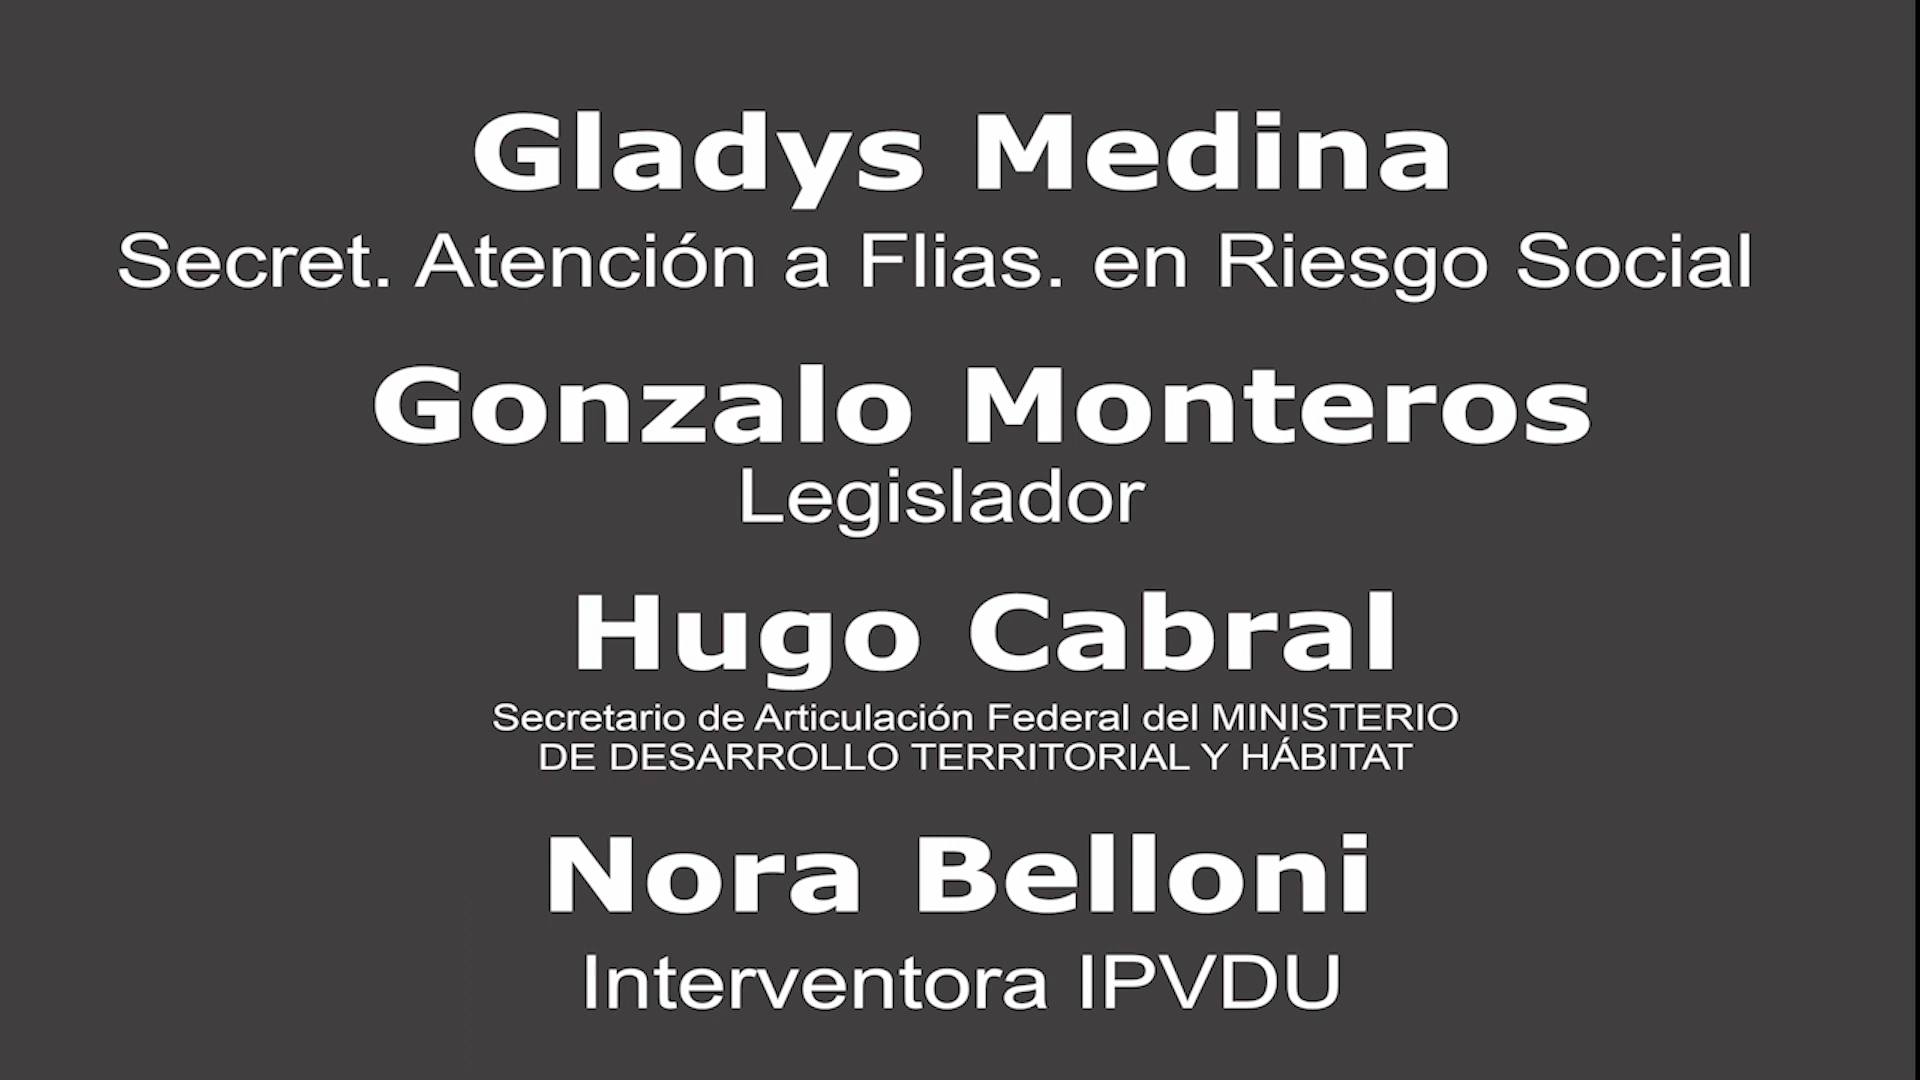 Gladys Medina
Secret. Atención a Flias. en Riesgo Social
Gonzalo Monteros
Legislador
Hugo Cabral
Secretario de Articulación Federal del MINISTERIO
DE DESARROLLO TERRITORIAL Y HÁBITAT
Nora Belloni
Interventora IPVDU